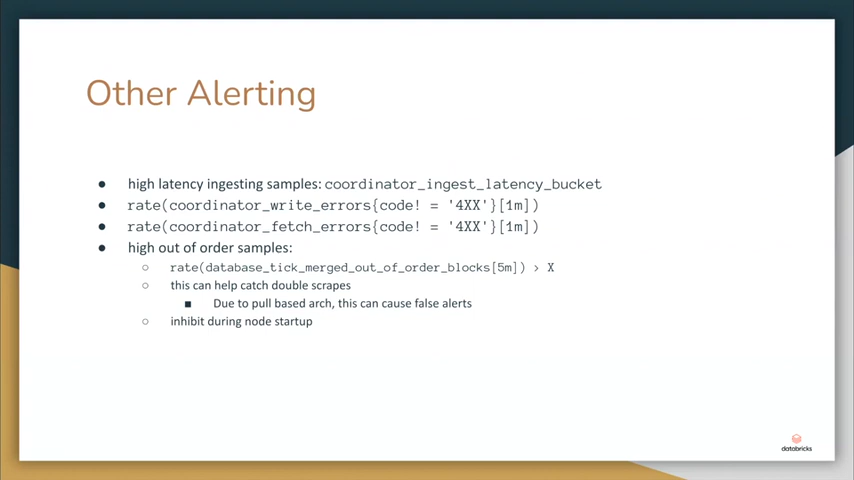 Other Alerting
● high latency ingesting samples: coordinator_ingest_latency_bucket
● rate(coordinator_write_errors{code! = '4XX'}[1m])
● rate(coordinator_fetch_errors{code! = '4XX'}[1m])
● high out of order samples:
○ rate(database_tick_merged_out_of_order_blocks[5m]) > X
○ this can help catch double scrapes
■ Due to pull based arch, this can cause false alerts
○ inhibit during node startup
databricks